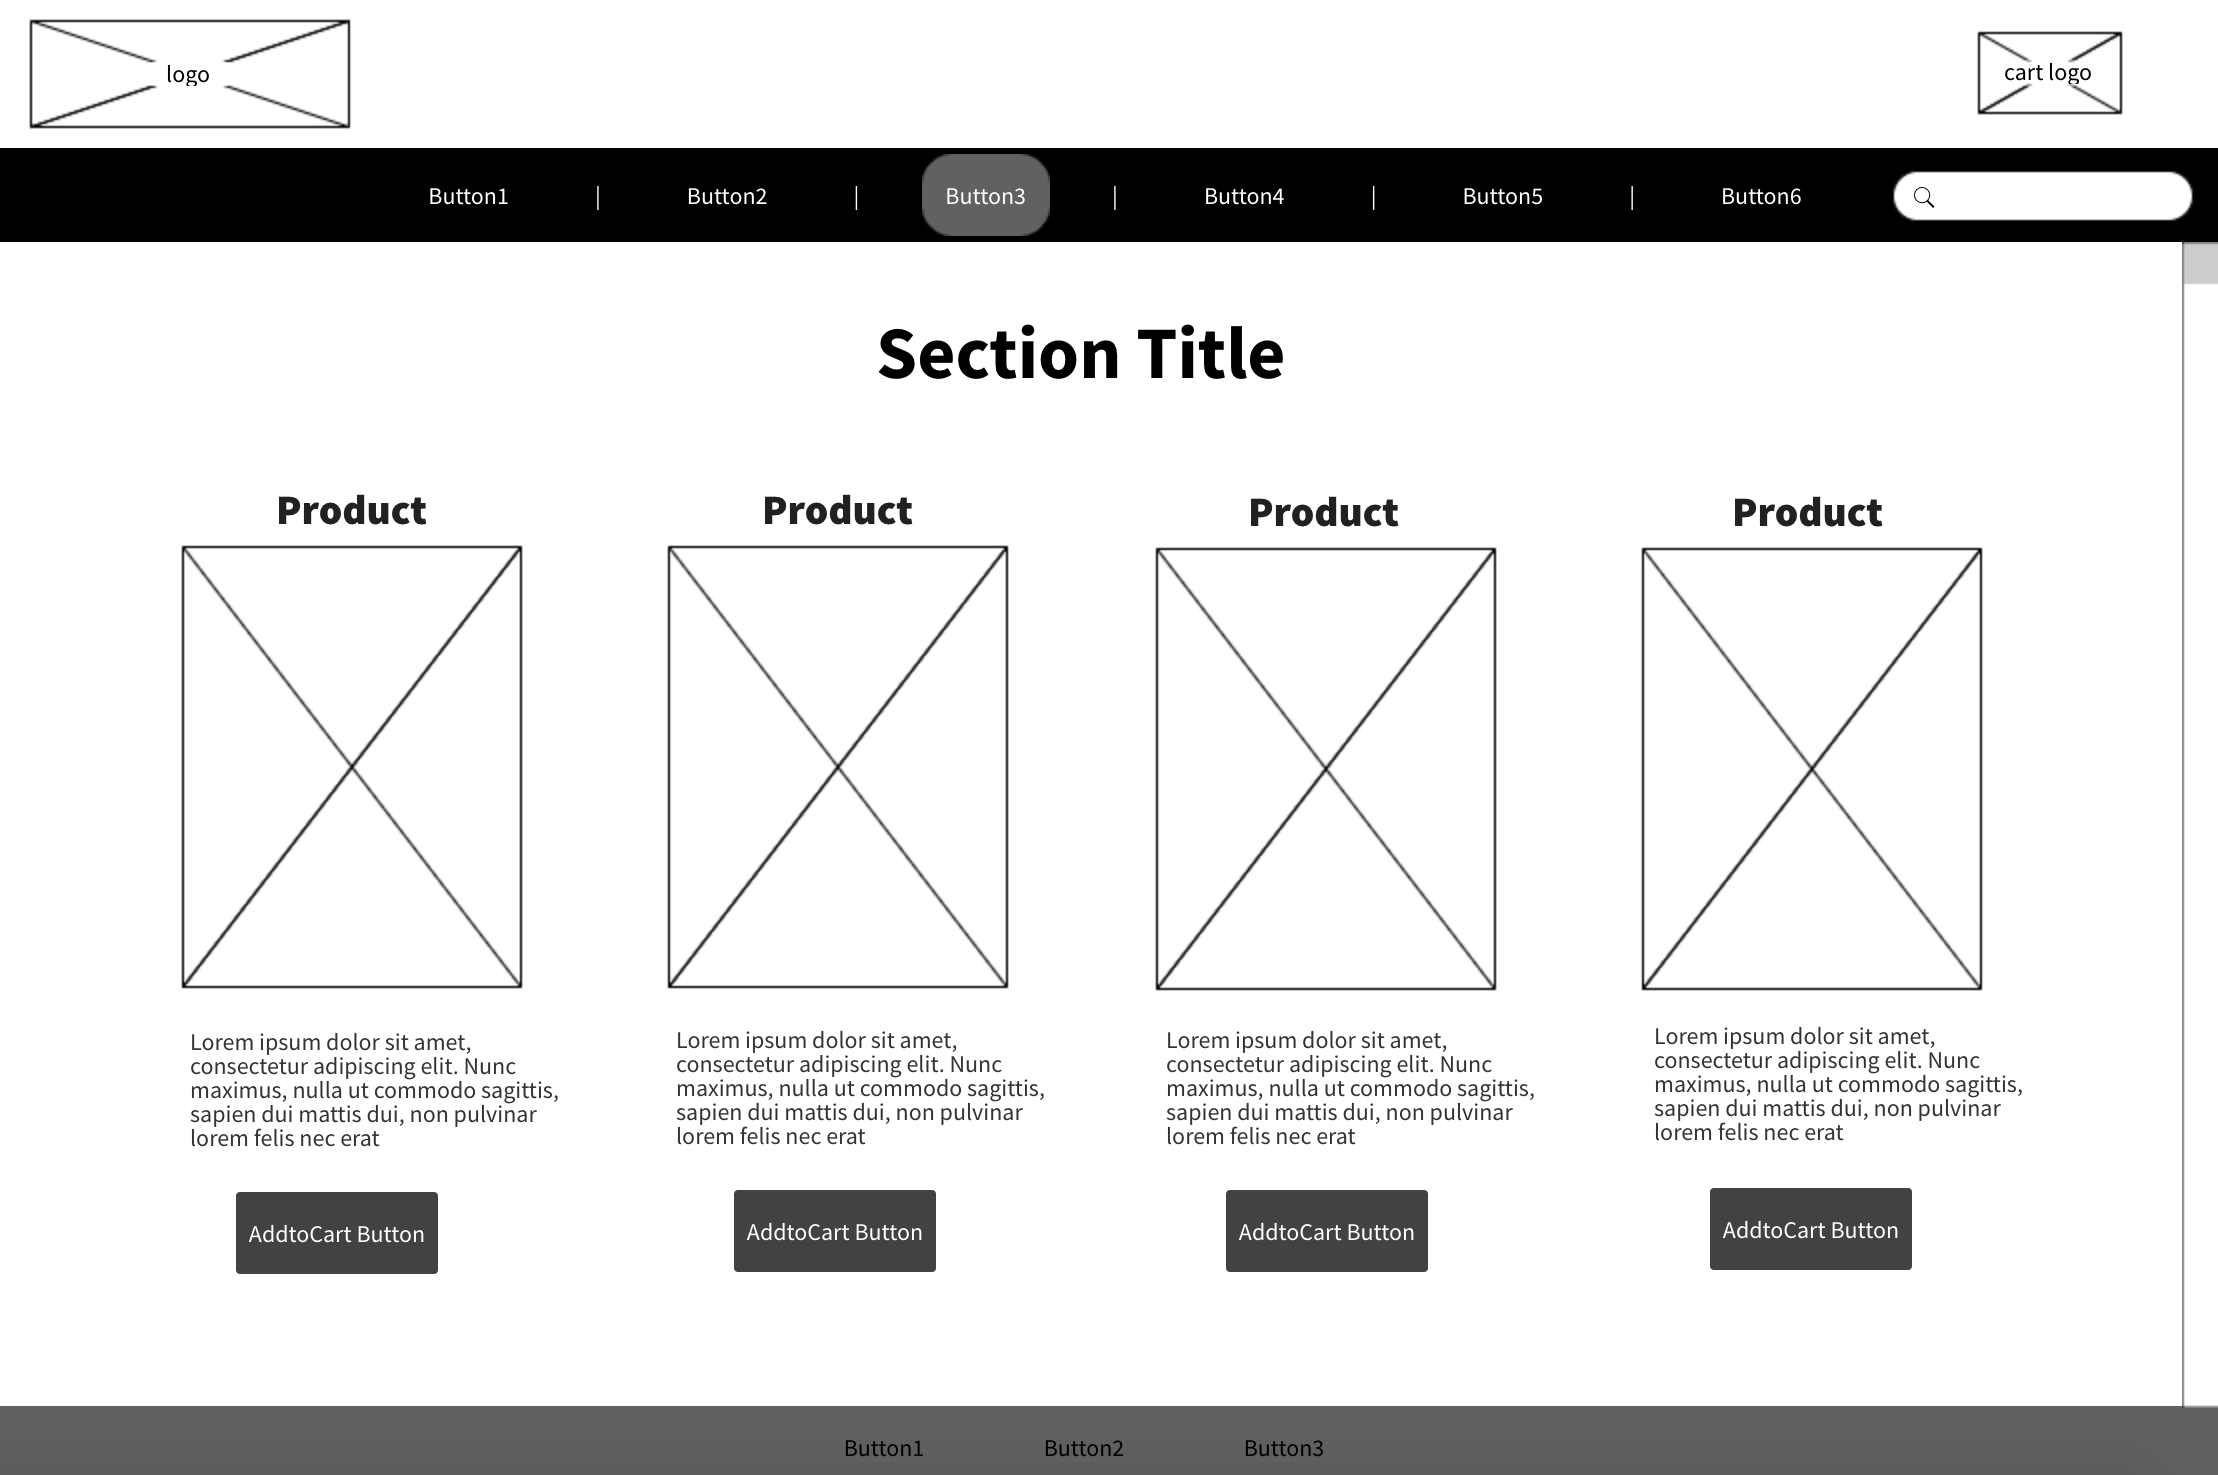 logo
cart logo
Button1 | Button2 | Button3 | Button4 | Button5 | Button6
Section Title
Product
Lorem ipsum dolor sit amet,
consectetur adipiscing elit. Nunc
maximus, nulla ut commodo sagittis,
sapien dui mattis dui, non pulvinar
lorem felis nec erat
AddtoCart Button
Product
Lorem ipsum dolor sit amet,
consectetur adipiscing elit. Nunc
maximus, nulla ut commodo sagittis,
sapien dui mattis dui, non pulvinar
lorem felis nec erat
AddtoCart Button
Product
Lorem ipsum dolor sit amet,
consectetur adipiscing elit. Nunc
maximus, nulla ut commodo sagittis,
sapien dui mattis dui, non pulvinar
lorem felis nec erat
AddtoCart Button
Product
Lorem ipsum dolor sit amet,
consectetur adipiscing elit. Nunc
maximus, nulla ut commodo sagittis,
sapien dui mattis dui, non pulvinar
lorem felis nec erat
AddtoCart Button
Button1 Button2 Button3